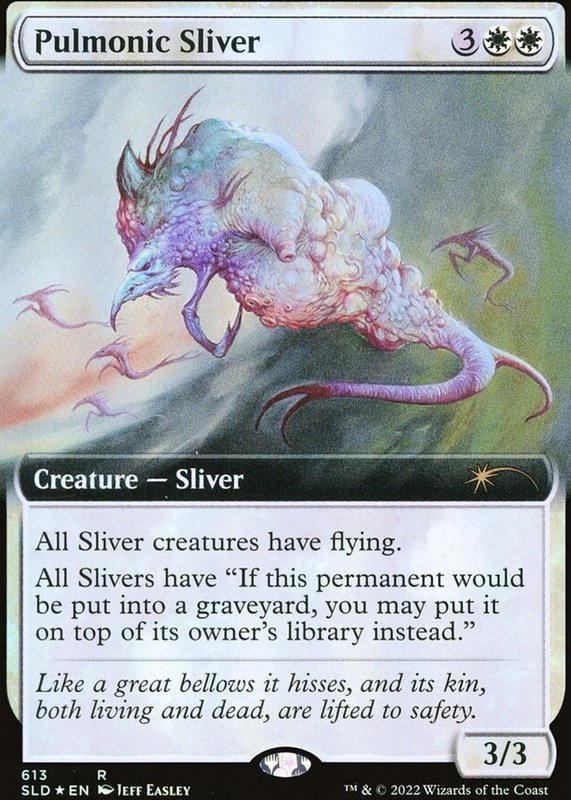 Pulmonic Sliver 3
Creature — Sliver
All Sliver creatures have flying.
All Slivers have “If this permanent would
be put into a graveyard, you may put it
on top of its owner’s library instead.”
Like a great bellows it hisses, and its kin,
both living and dead, are lifted to safety.
3/3
613 R
SLD★EN Jeff Easley
™ & © 2022 Wizards of the Coast